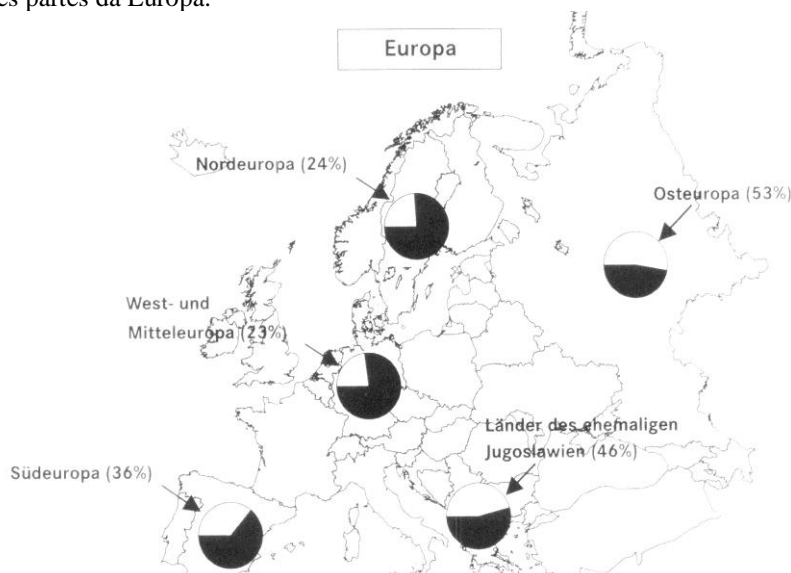 es partes da Europa.
Europa
Nordeuropa (24%)
Osteuropa (53%)
West- und
Mitteleuropa (23%)
Länder des ehemaligen
Jugoslawien (46%)
Südeuropa (36%)